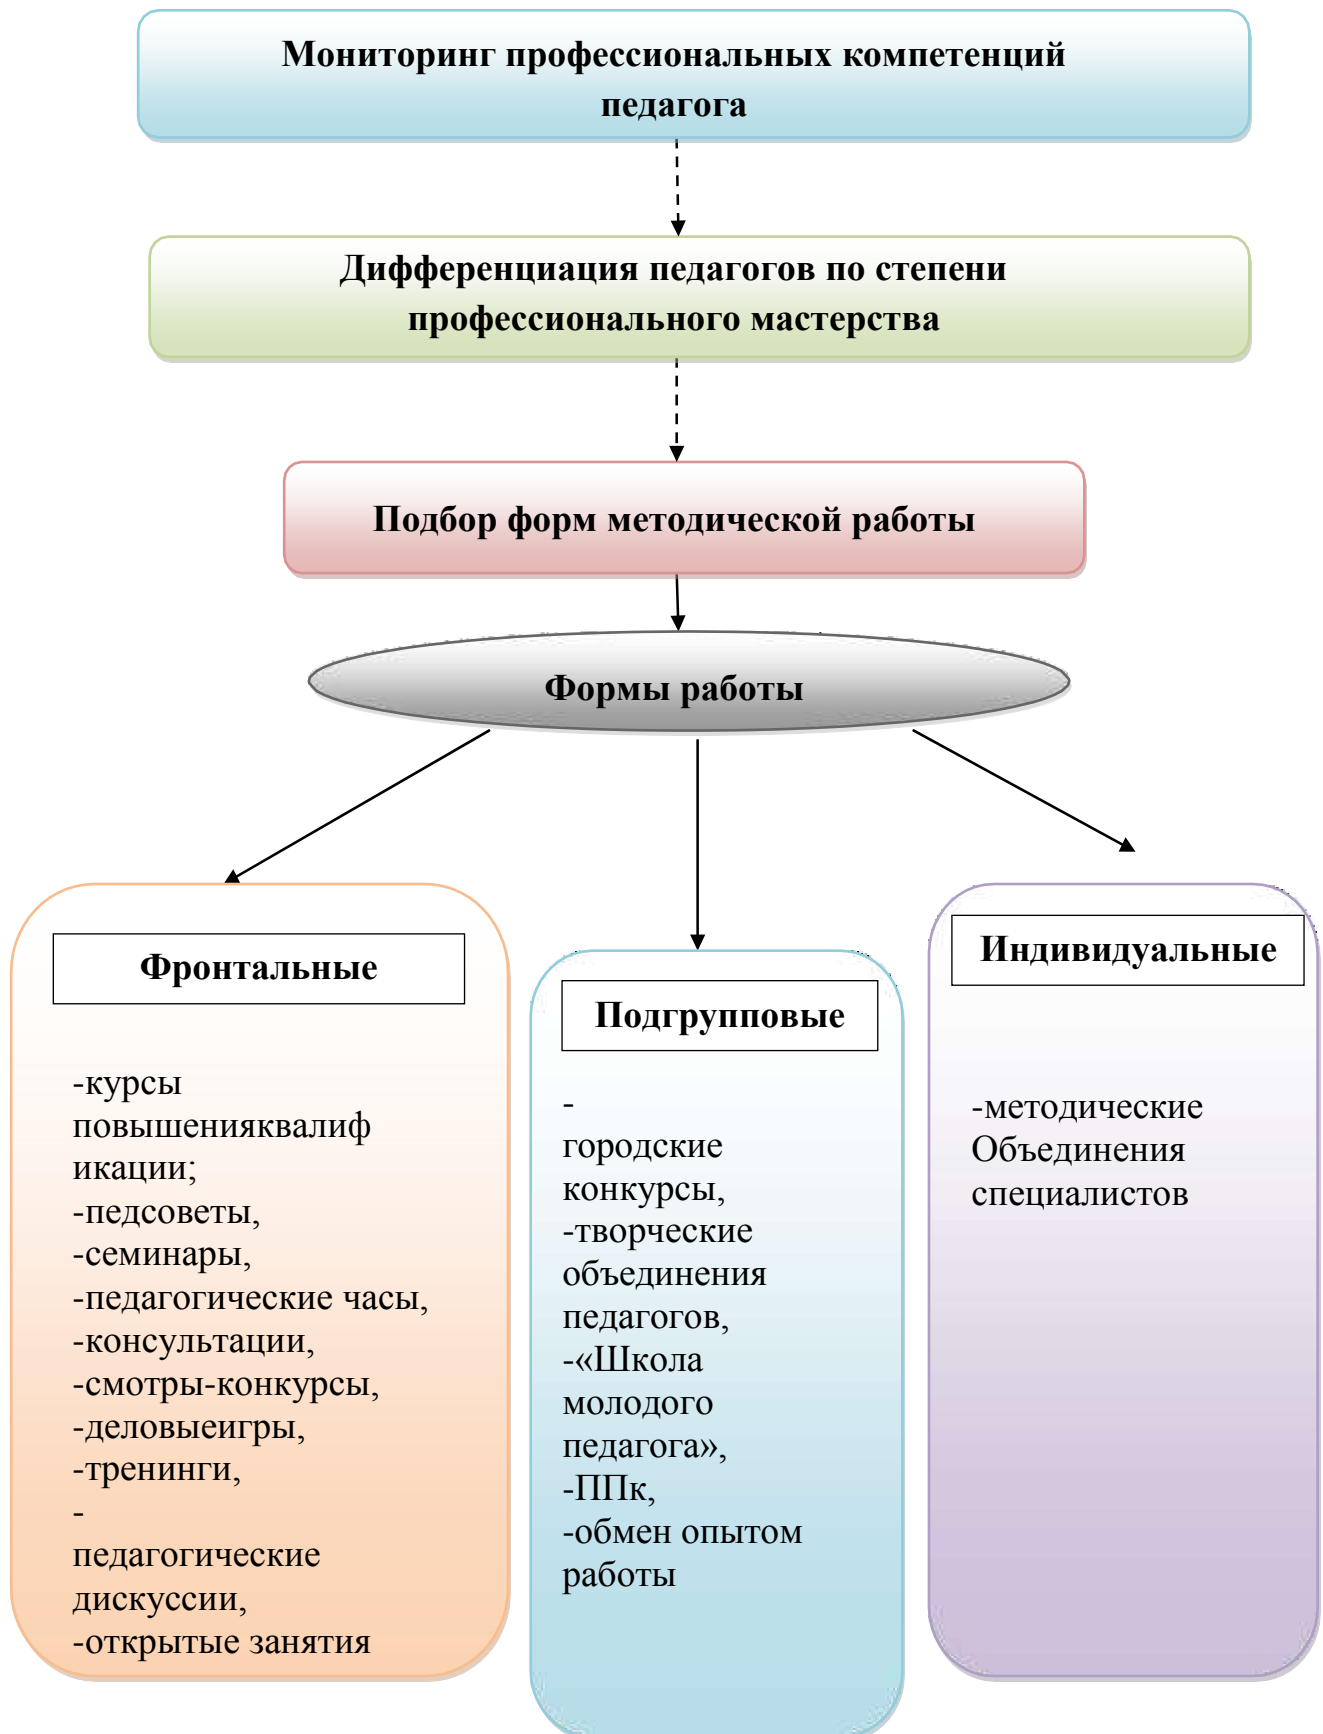 Мониторинг профессиональных компетенций
педагога
Дифференциация педагогов по степени
профессионального мастерства
Подбор форм методической работы
Формы работы
Фронтальные
-курсы
повышенияквалиф
икации;
-педсоветы,
-семинары,
-педагогические часы,
-консультации,
-смотры-конкурсы,
-деловыеигры,
-тренинги,
-
педагогические
дискуссии,
-открытые занятия
Подгрупповые
-
городские
конкурсы,
-творческие
объединения
педагогов,
-«Школа
молодого
педагога»,
-ППк,
-обмен опытом
работы
Индивидуальные
-методические
Объединения
специалистов